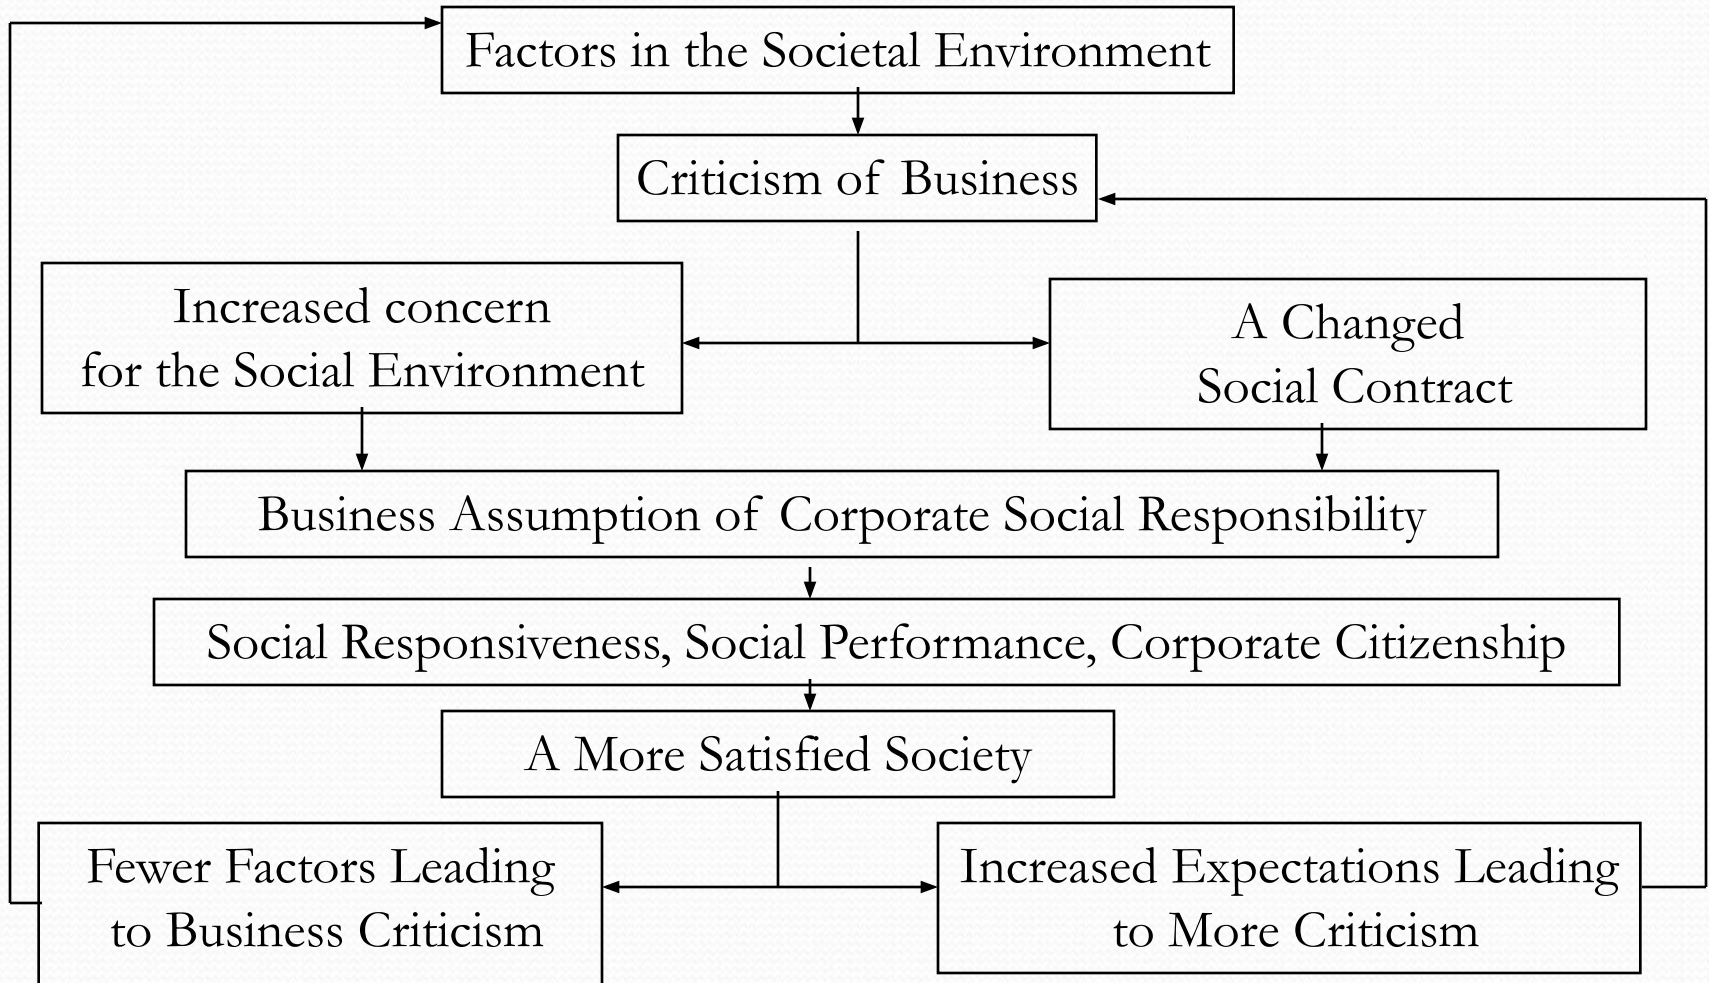 Factors in the Societal Environment
Criticism of Business
Increased concern
for the Social Environment
A Changed
Social Contract
Business Assumption of Corporate Social Responsibility
Social Responsiveness, Social Performance, Corporate Citizenship
A More Satisfied Society
Fewer Factors Leading
to Business Criticism
Increased Expectations Leading
to More Criticism